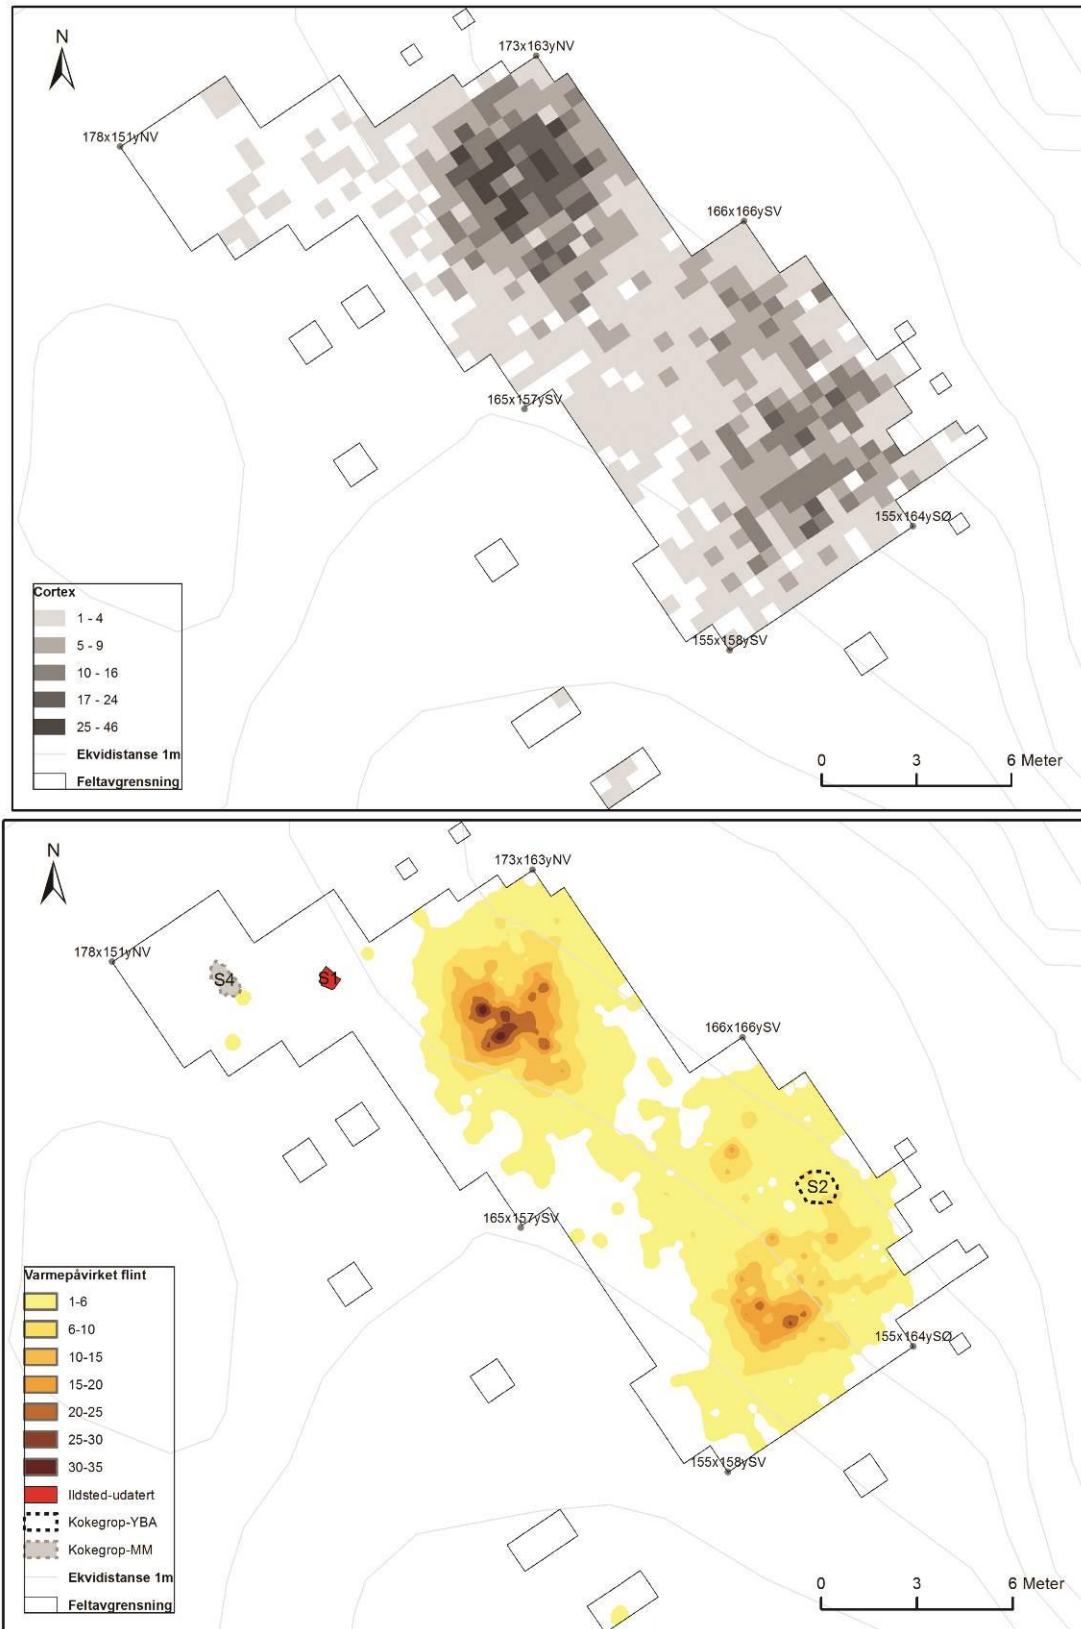 N
173x163yNV
178x151yNV
166x166ySV
165x157ySV
155x164ySØ
155x158ySV
Cortex
1 - 4
5 - 9
10 - 16
17 - 24
25 - 46
Ekvidistanse 1m
Feltavgrensning
0 3 6 Meter
N
173x163yNV
178x151yNV
S4
S1
166x166ySV
S2
165x157ySV
155x164ySØ
155x158ySV
Varmepåvirket flint
1-6
6-10
10-15
15-20
20-25
25-30
30-35
Ildsted-udatert
Kokegrop-YBA
Kokegrop-MM
Ekvidistanse 1m
Feltavgrensning
0 3 6 Meter